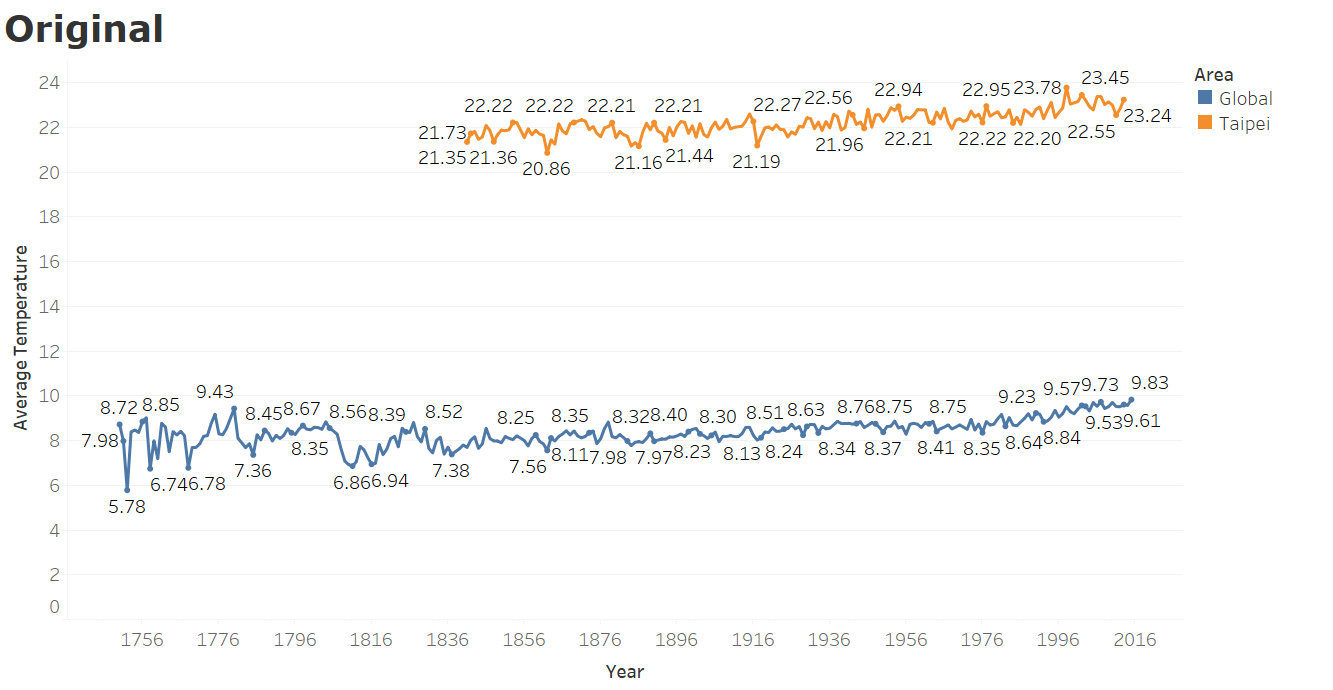 Original
Area
Global
Taipei
Average Temperature
24
22
20
18
16
14
12
10
8
6
4
2
0
23.45
22.94 22.95 23.78
22.22 22.22 22.21 22.21 22.27 22.56
23.24
21.73
22.55
21.96 22.21 22.22 22.20
21.35 21.36 20.86 21.16 21.44 21.19
9.83
9.57 9.73
9.43 9.23
8.72 8.85 8.45 8.67 8.56 8.39 8.52 8.25 8.35 8.32 8.40 8.30 8.51 8.63 8.76 8.75 8.75
9.53 9.61
7.98 8.35 8.11 7.98 7.97 8.23 8.13 8.24 8.34 8.37 8.41 8.35 8.64 8.84
6.74 6.78 7.36 6.86 6.94 7.38 7.56
5.78
1756 1776 1796 1816 1836 1856 1876 1896 1916 1936 1956 1976 1996 2016
Year